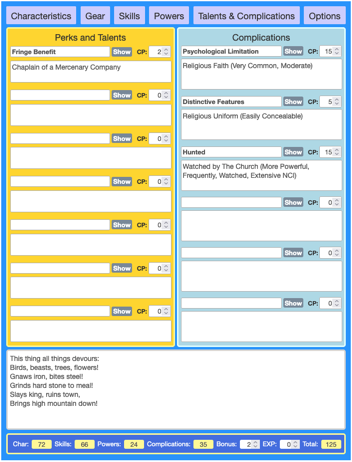 Characteristics Gear Skills Powers Talents & Complications Options
Perks and Talents
Fringe Benefit Show CP: 2
Chaplain of a Mercenary Company
Show CP: 0
Show CP: 0
Show CP: 0
Show CP: 0
Show CP: 0
Show CP: 0
Complications
Psychological Limitation Show CP: 15
Religious Faith (Very Common, Moderate)
Distinctive Features Show CP: 5
Religious Uniform (Easily Concealable)
Hunted Show CP: 15
Watched by The Church (More Powerful,
Frequently, Watched, Extensive NCI)
Show CP: 0
Show CP: 0
Show CP: 0
This thing all things devours:
Birds, beasts, trees, flowers!
Gnaws iron, bites steel!
Grinds hard stone to meal!
Slays king, ruins town,
Brings high mountain down!
Char: 72 Skills: 66 Powers: 24 Complications: 35 Bonus: 2 EXP: 0 Total: 125